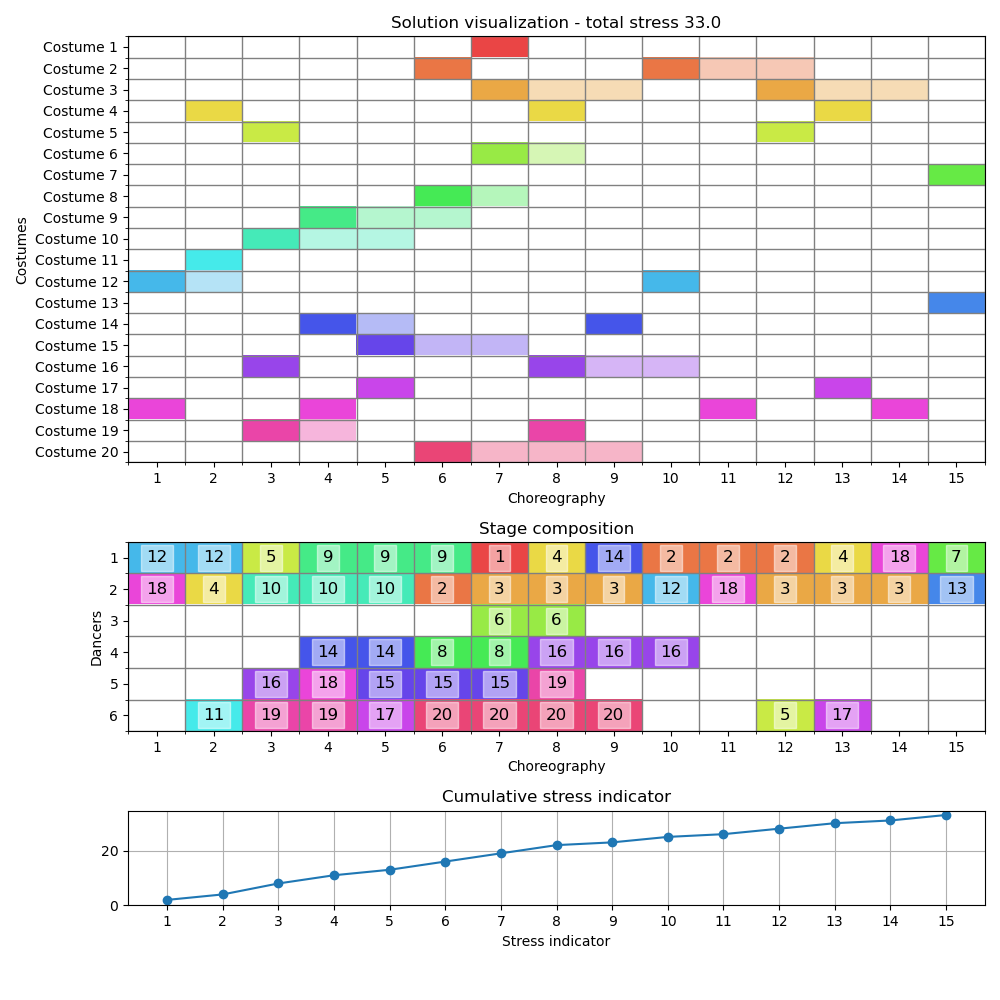 Solution visualization - total stress 33.0
Costumes
Costume 1
Costume 2
Costume 3
Costume 4
Costume 5
Costume 6
Costume 7
Costume 8
Costume 9
Costume 10
Costume 11
Costume 12
Costume 13
Costume 14
Costume 15
Costume 16
Costume 17
Costume 18
Costume 19
Costume 20
1 2 3 4 5 6 7 8 9 10 11 12 13 14 15
Choreography
Stage composition
Dancers
1 12 12 5 9 9 9 1 4 14 2 2 2 4 18 7
2 18 4 10 10 10 2 3 3 3 12 18 3 3 3 13
3 6 6
4 14 14 8 8 16 16 16
5 16 18 15 15 15 19
6 11 19 19 17 20 20 20 20 5 17
1 2 3 4 5 6 7 8 9 10 11 12 13 14 15
Choreography
Cumulative stress indicator
20
0
1 2 3 4 5 6 7 8 9 10 11 12 13 14 15
Stress indicator